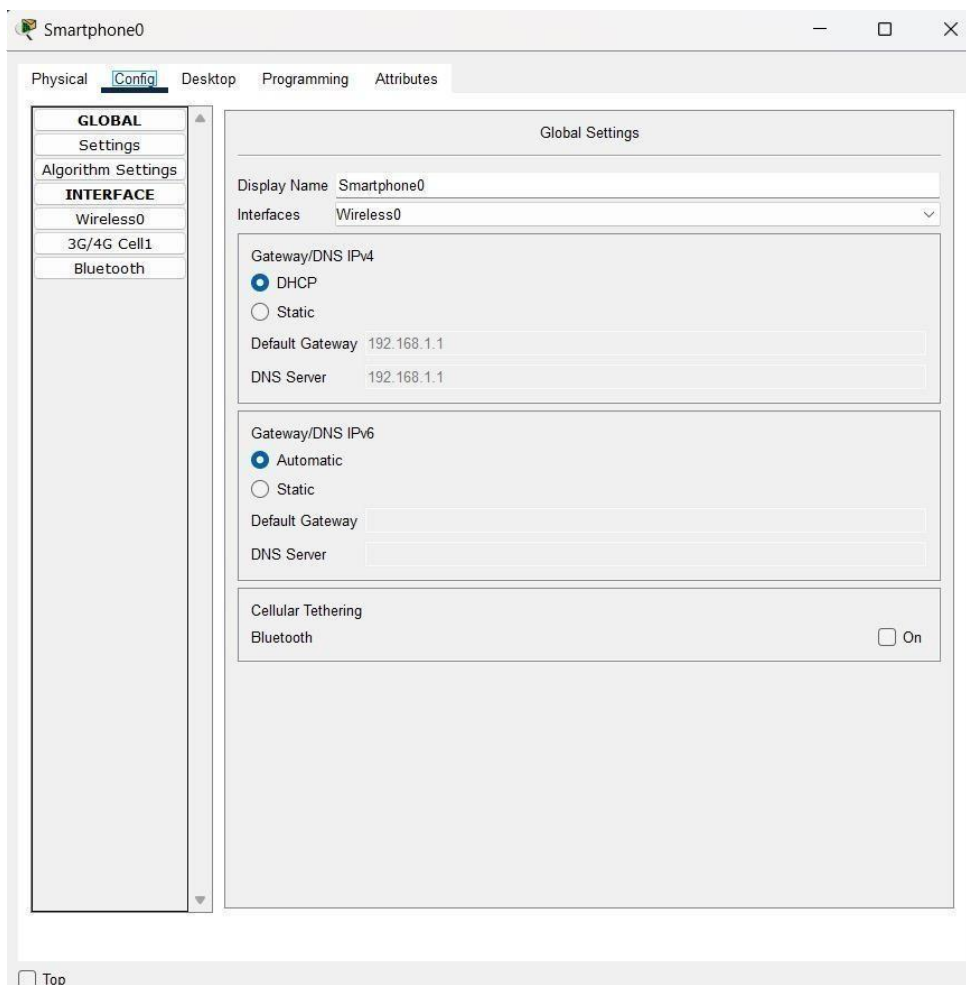 Smartphone0
Physical Config Desktop Programming Attributes
GLOBAL
Settings
Algorithm Settings
INTERFACE
Wireless0
3G/4G Cell1
Bluetooth
Global Settings
Display Name Smartphone0
Interfaces Wireless0
Gateway/DNS IPv4
DHCP
Static
Default Gateway 192.168.1.1
DNS Server 192.168.1.1
Gateway/DNS IPv6
Automatic
Static
Default Gateway
DNS Server
Cellular Tethering
Bluetooth On
Top